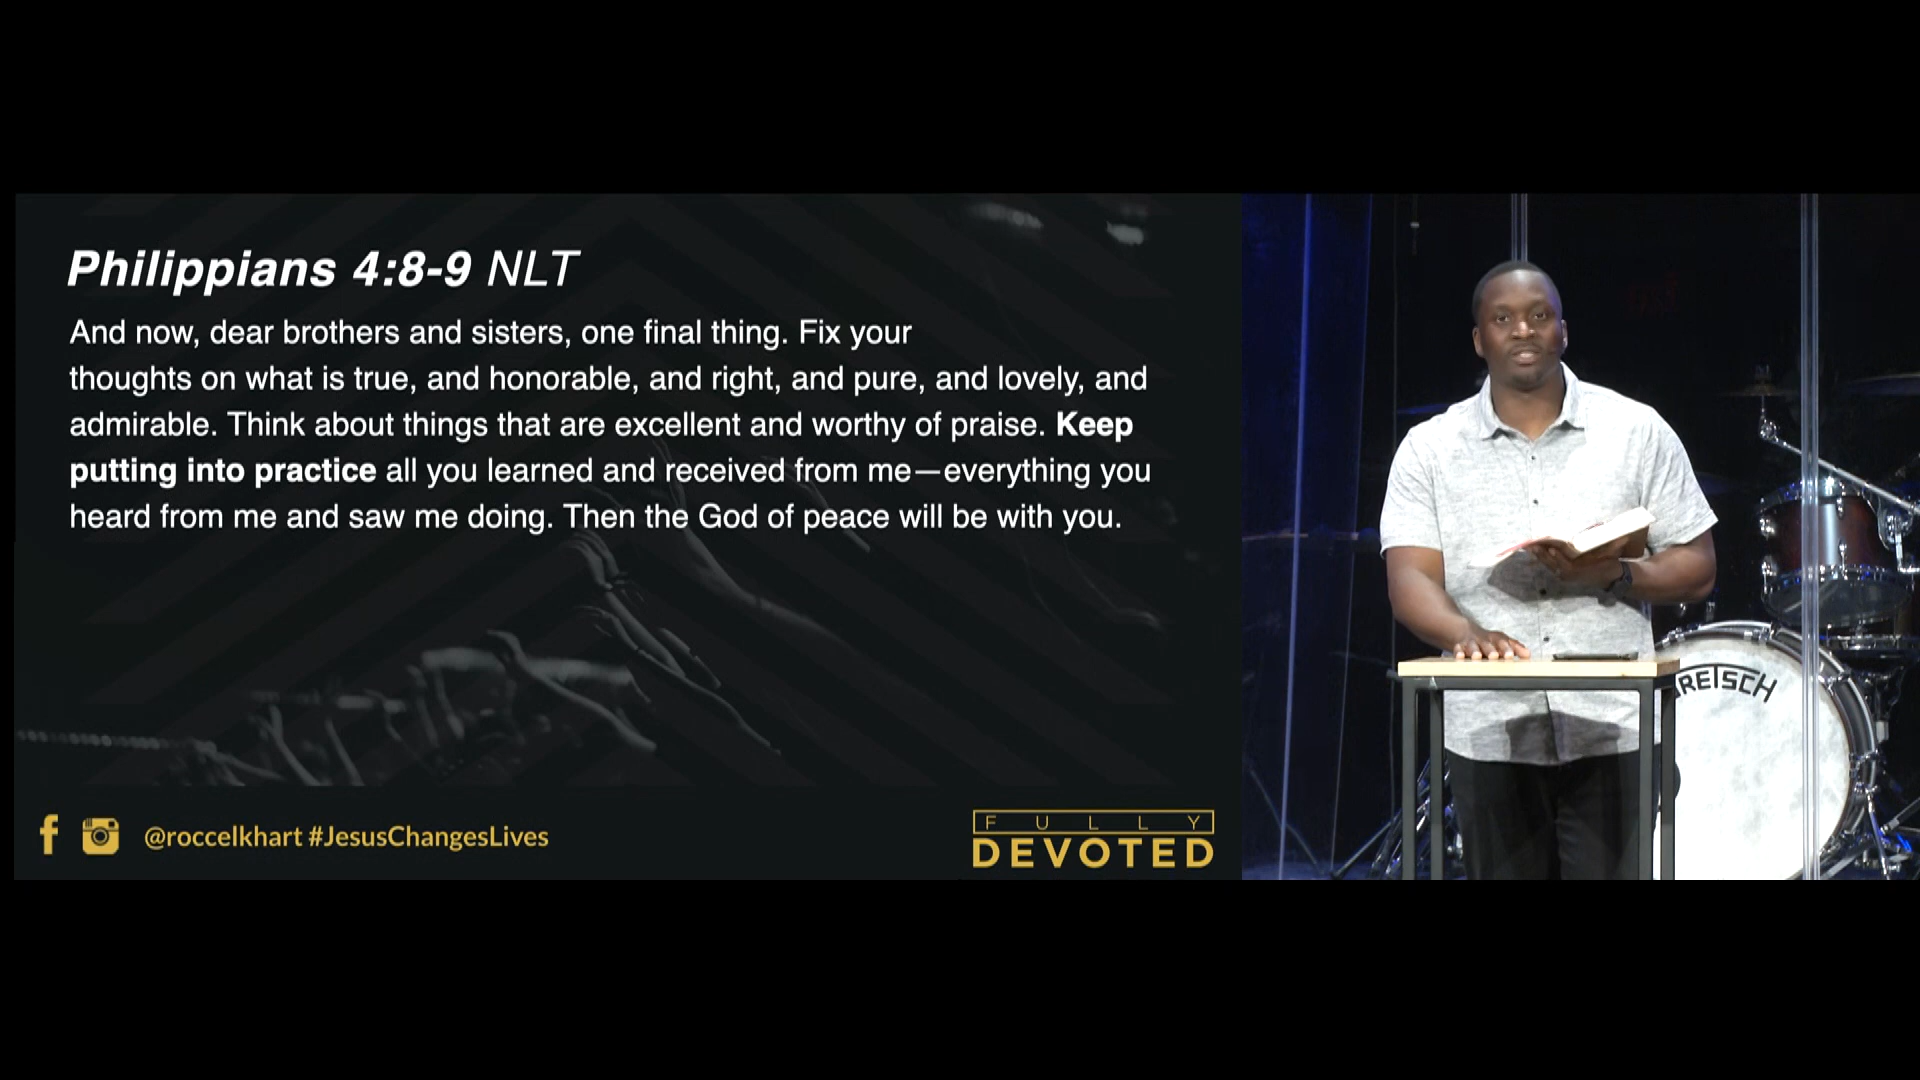 Philippians 4:8-9 NLT
And now, dear brothers and sisters, one final thing. Fix your
thoughts on what is true, and honorable, and right, and pure, and lovely, and
admirable. Think about things that are excellent and worthy of praise. Keep
putting into practice all you learned and received from me—everything you
heard from me and saw me doing. Then the God of peace will be with you.
@roccelkhart #JesusChangesLives
FULLY
DEVOTED
RETSCH